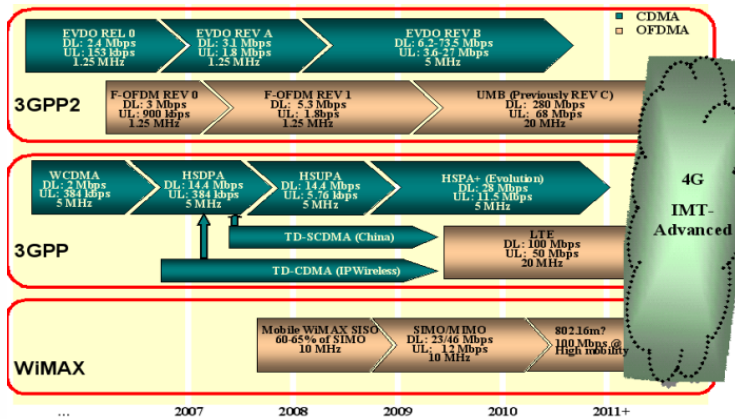 CDMA
OFDMA
EVDO REL 0
DL: 2.4 Mbps
UL: 153 kbps
1.25 MHz
EVDO REV A
DL: 3.1 Mbps
UL: 1.8 Mbps
1.25 MHz
EVDO REV B
DL: 6.2-73.5 Mbps
UL: 3.6-27 Mbps
5 MHz
3GPP2
F-OFDM REV 0
DL: 3 Mbps
UL: 900 kbps
1.25 MHz
F-OFDM REV 1
DL: 5.3 Mbps
UL: 1.8bps
1.25 MHz
UMB (Previously REV C)
DL: 280 Mbps
UL: 68 Mbps
20 MHz
WCDMA
DL: 2 Mbps
UL: 384 kbps
5 MHz
HSDPA
DL: 14.4 Mbps
UL: 384 kbps
5 MHz
HSUPA
DL: 14.4 Mbps
UL: 5.76 kbps
5 MHz
HSPA+ (Evolution)
DL: 28 Mbps
UL: 11.5 Mbps
5 MHz
3GPP
TD-SCDMA (China)
TD-CDMA (IPWireless)
LTE
DL: 100 Mbps
UL: 50 Mbps
20 MHz
4G
IMT-
Advanced
WiMAX
Mobile WiMAX SISO
60-65% of SIMO
10 MHz
SIMO/MIMO
DL: 23/46 Mbps
UL: 12 Mbps
10 MHz
802.16m?
100 Mbps @
High mobility
... 2007 2008 2009 2010 2011+